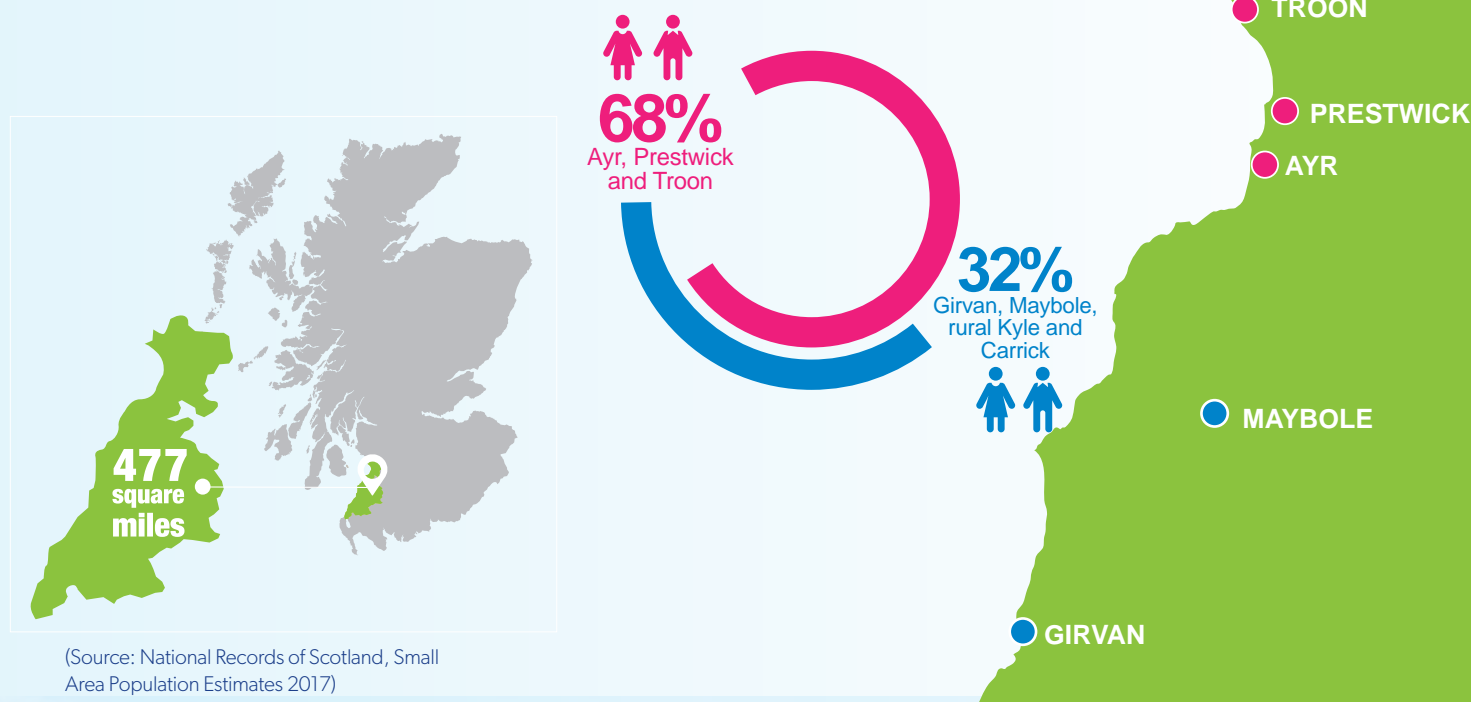 68%
Ayr, Prestwick
and Troon
32%
Girvan, Maybole,
rural Kyle and
Carrick
477
square
miles
TROON
PRESTWICK
AYR
MAYBOLE
GIRVAN
(Source: National Records of Scotland, Small
Area Population Estimates 2017)